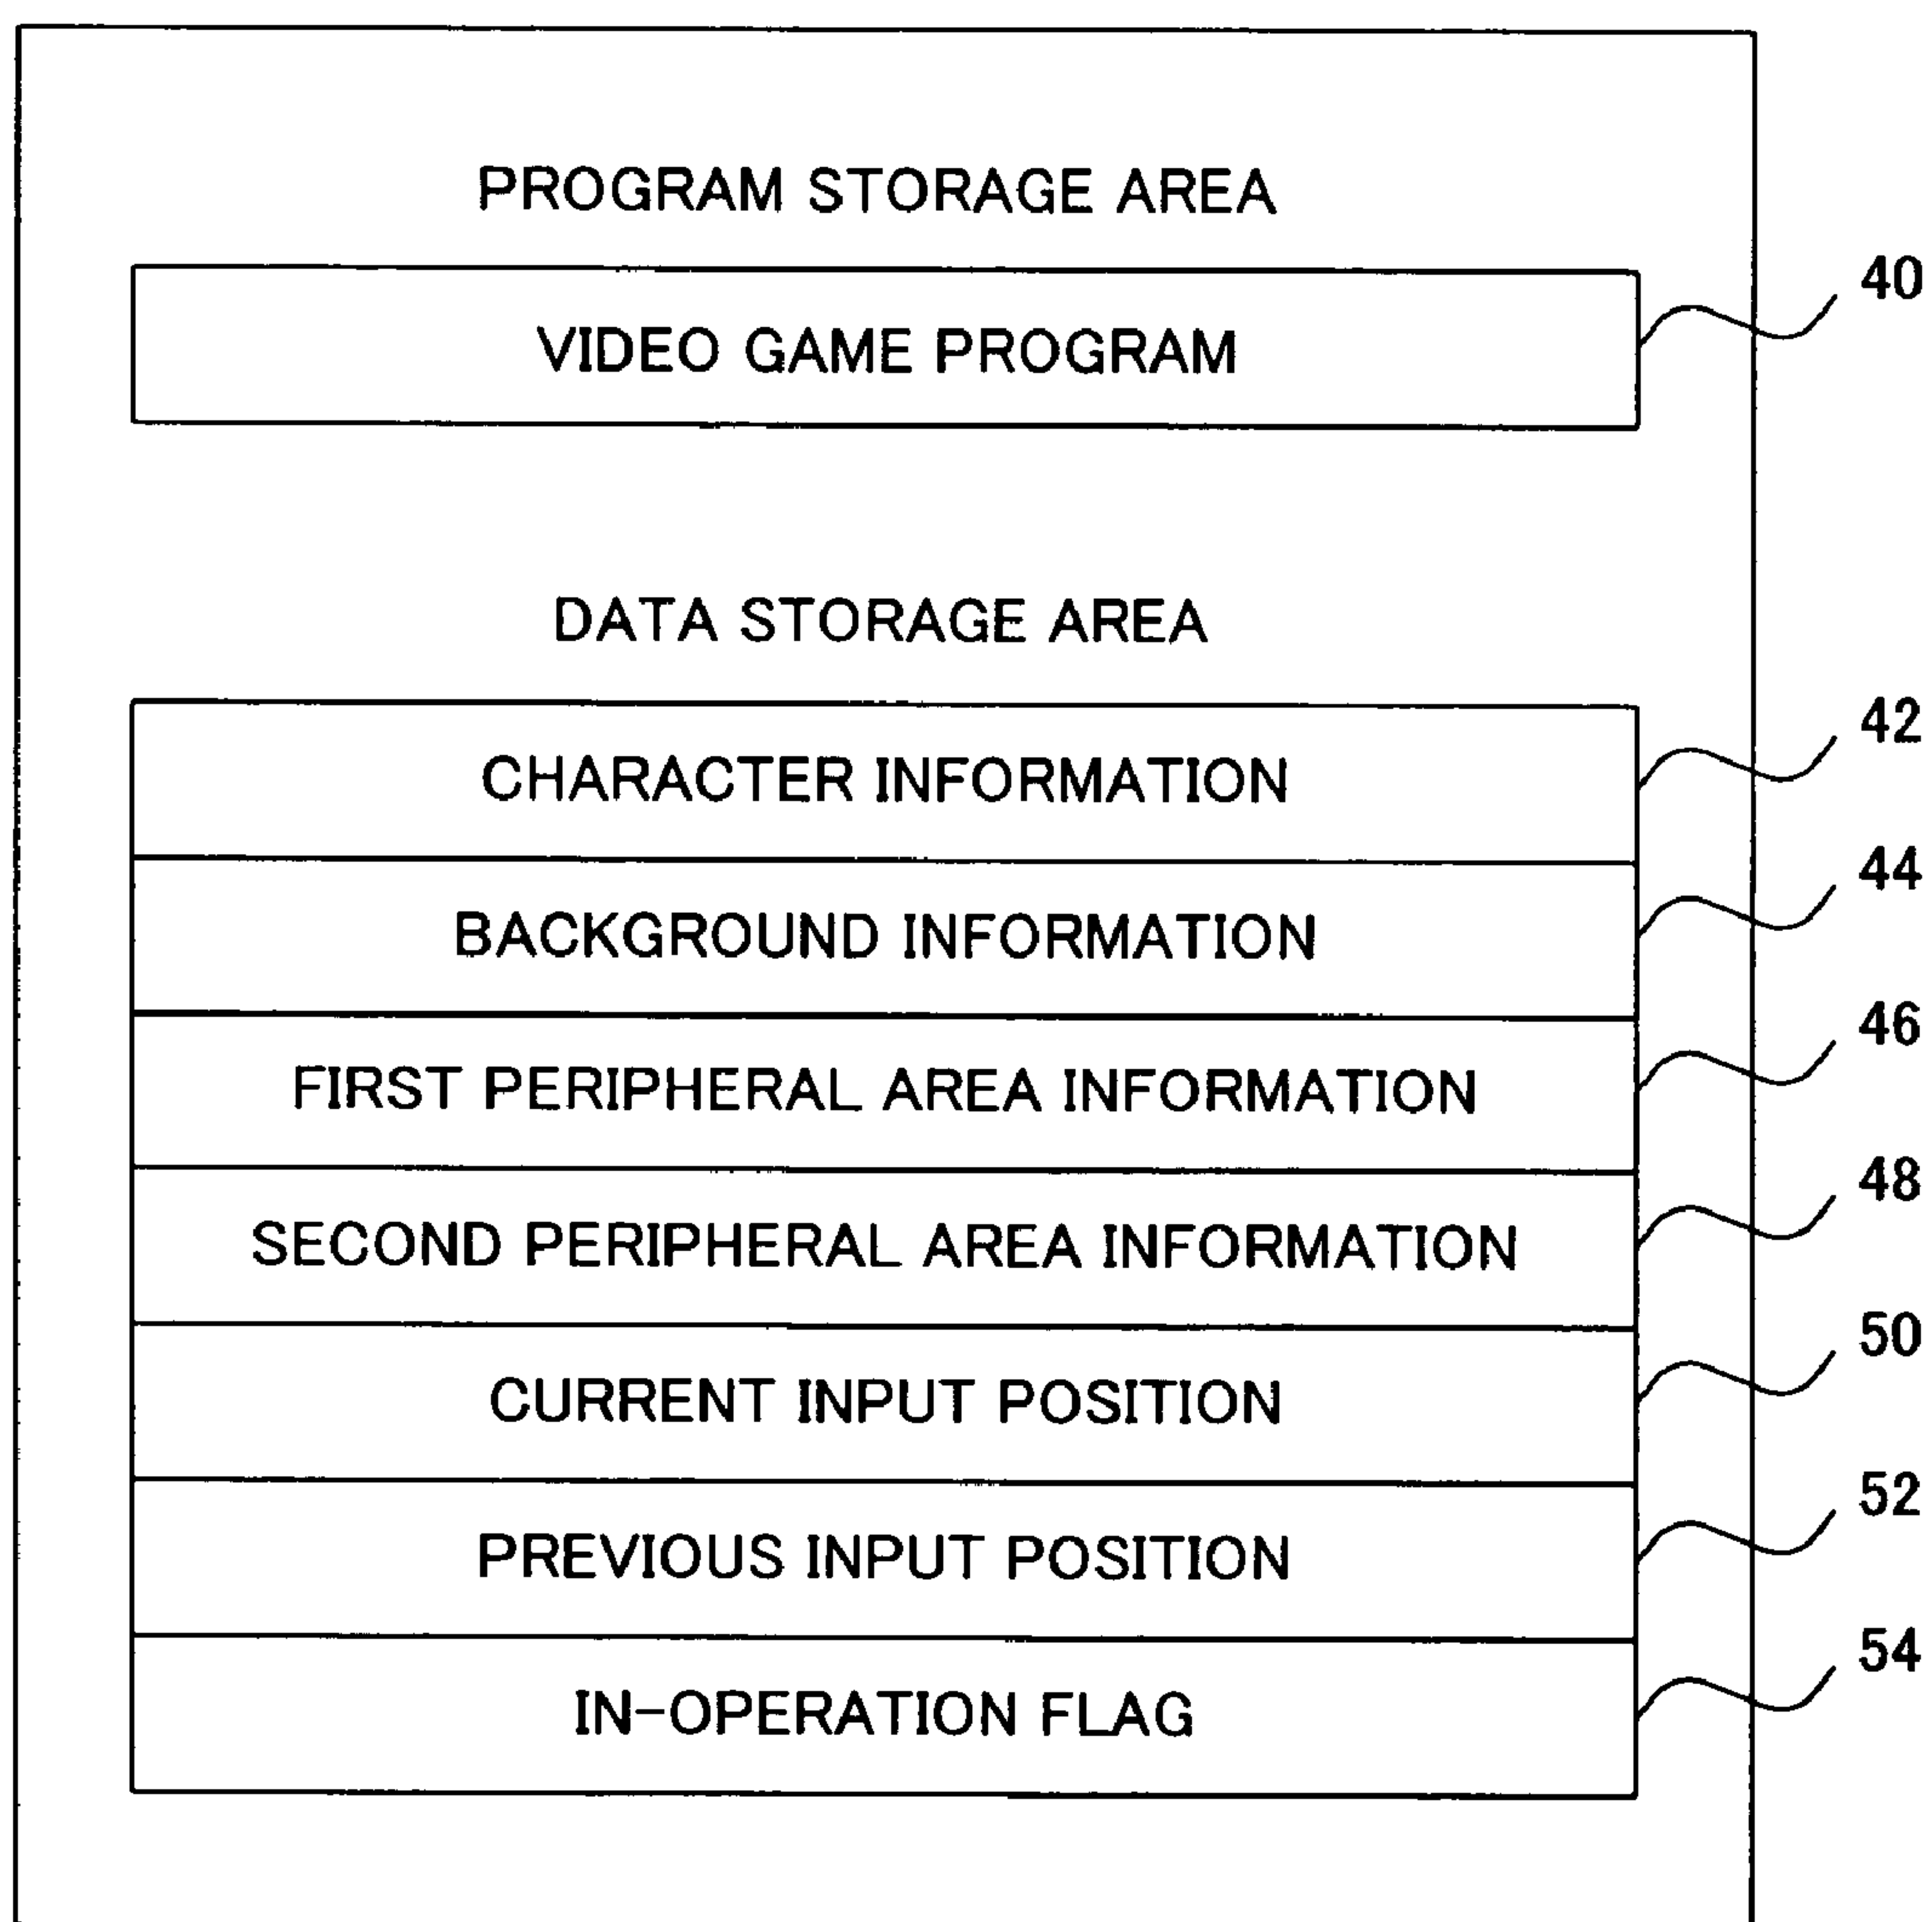 PROGRAM STORAGE AREA
VIDEO GAME PROGRAM
40
DATA STORAGE AREA
CHARACTER INFORMATION
42
BACKGROUND INFORMATION
44
FIRST PERIPHERAL AREA INFORMATION
46
SECOND PERIPHERAL AREA INFORMATION
48
CURRENT INPUT POSITION
50
PREVIOUS INPUT POSITION
52
IN-OPERATION FLAG
54